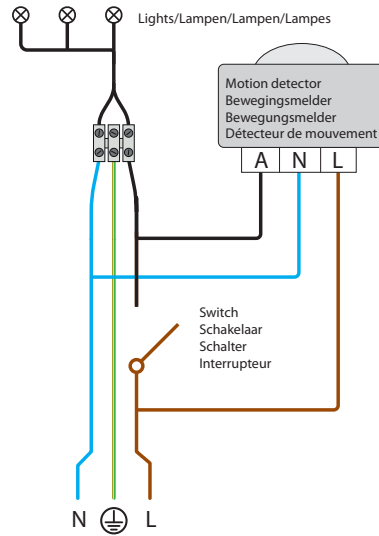 Lights/Lampen/Lampen/Lampes
Motion detector
Bewegingsmelder
Bewegungsmelder
Détecteur de mouvement
A N L
Switch
Schakelaar
Schalter
Interrupteur
N L